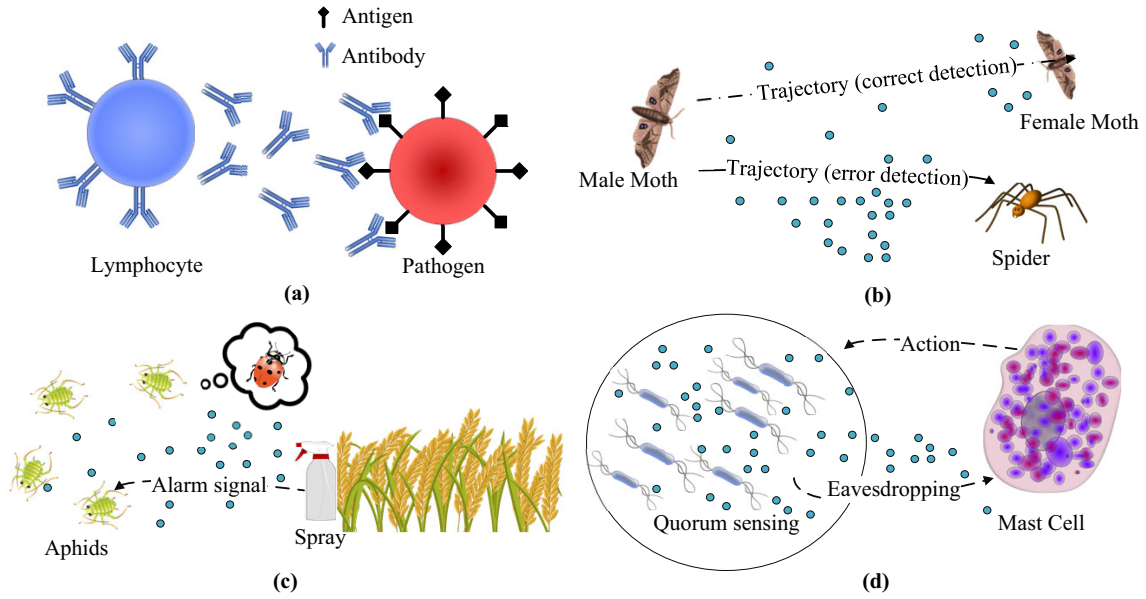 Antigen
Antibody
Lymphocyte
Pathogen
(a)
Trajectory (correct detection)
Female Moth
Male Moth
Trajectory (error detection)
Spider
(b)
Alarm signal
Aphids
Spray
(c)
Action
Eavesdropping
Quorum sensing
Mast Cell
(d)